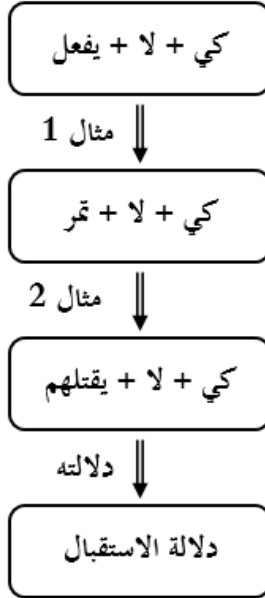 كي + لا + يفعل
مثال 1
كي + لا + تمر
مثال 2
كي + لا + يقتلهم
دلالته
دلالة الاستقبال